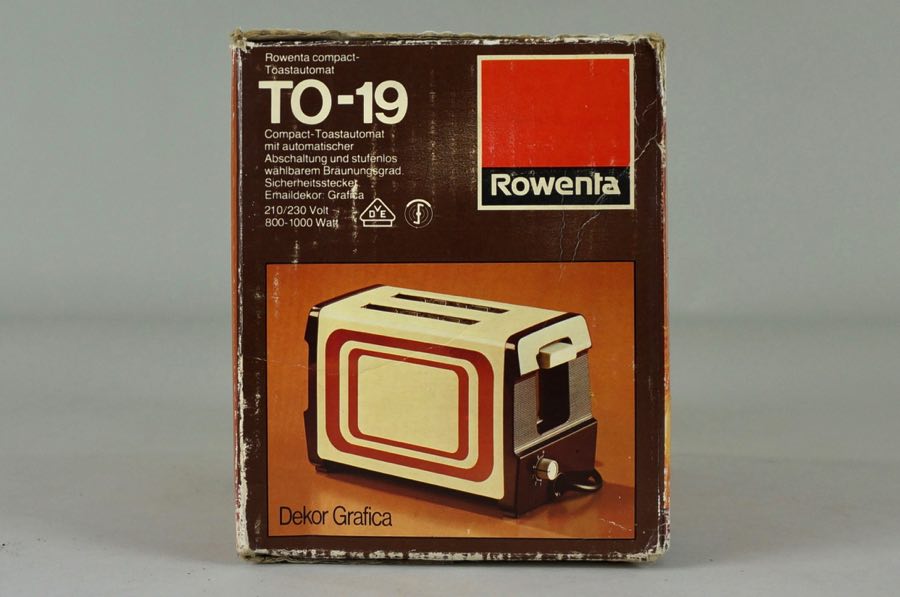 Rowenta compact-
Toastautomat
TO-19
Compact-Toastautomat
mit automatischer
Abschaltung und stufenlos
wählbarem Bräunungsgrad.
Sicherheitsstecker
Emaildekor: Grafica
210/230 Volt
800-1000 Watt
DVE
Rowenta
Dekor Grafica